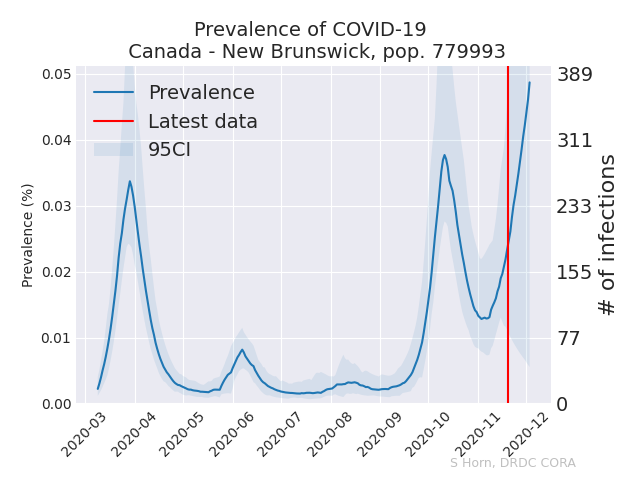 Prevalence of COVID-19
Canada - New Brunswick, pop. 779993
Prevalence
Latest data
95CI
Prevalence (%)
0.05
0.04
0.03
0.02
0.01
0.00
389
311
233
155
77
0
# of infections
2020-03
2020-04
2020-05
2020-06
2020-07
2020-08
2020-09
2020-10
2020-11
2020-12
S Horn, DRDC CORA